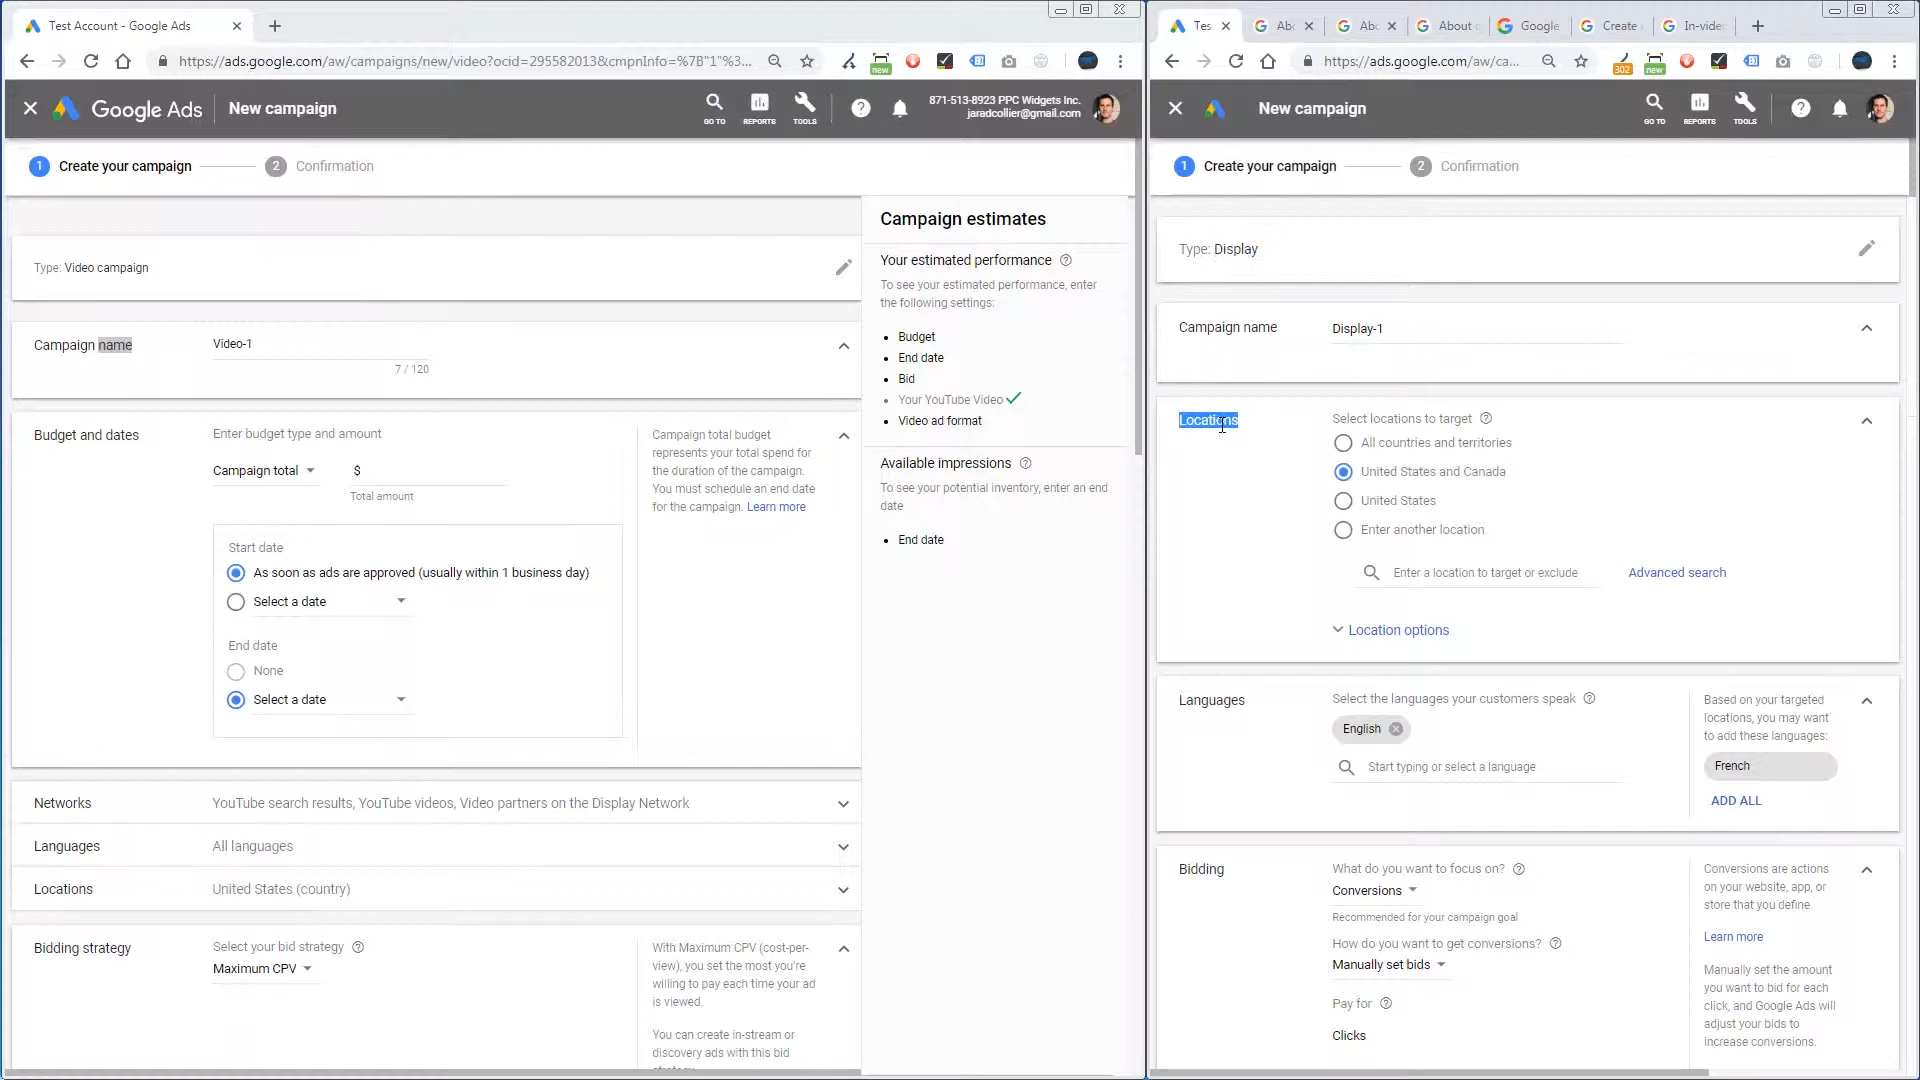 Test Account - Google Ads
https://ads.google.com/aw/campaigns/new/video?ocid=295582013&cmpnInfo=%7B"1"%3...
new
Google Ads
New campaign
GO TO
REPORTS
TOOLS
871-513-8923 PPC Widgets Inc.
jaradcollier@gmail.com
1 Create your campaign
2 Confirmation
Type: Video campaign
Campaign name
Video-1
7 / 120
Budget and dates
Enter budget type and amount
Campaign total
$
Total amount
Campaign total budget
represents your total spend
for the duration of the campaign.
You must schedule an end date
for the campaign. Learn more
Start date
As soon as ads are approved (usually within 1 business day)
Select a date
End date
None
Select a date
Networks
YouTube search results, YouTube videos, Video partners on the Display Network
Languages
All languages
Locations
United States (country)
Bidding strategy
Select your bid strategy
Maximum CPV
With Maximum CPV (cost-per-
view), you set the most you're
willing to pay each time your ad
is viewed.
You can create in-stream or
discovery ads with this bid
Campaign estimates
Your estimated performance
To see your estimated performance, enter
the following settings:
Budget
End date
Bid
Your YouTube Video
Video ad format
Available impressions
To see your potential inventory, enter an end
date
End date
Tes
Abo
Abo
About
Google
Create
In-vide
https://ads.google.com/aw/ca...
302
new
New campaign
GO TO
REPORTS
TOOLS
1 Create your campaign
2 Confirmation
Type: Display
Campaign name
Display-1
Locations
Select locations to target
All countries and territories
United States and Canada
United States
Enter another location
Enter a location to target or exclude
Advanced search
Location options
Languages
Select the languages your customers speak
English
Start typing or select a language
Based on your targeted
locations, you may want
to add these languages:
French
ADD ALL
Bidding
What do you want to focus on?
Conversions
Recommended for your campaign goal
How do you want to get conversions?
Manually set bids
Pay for
Clicks
Conversions are actions
on your website, app, or
store that you define.
Learn more
Manually set the amount
you want to bid for each
click, and Google Ads will
adjust your bids to
increase conversions.